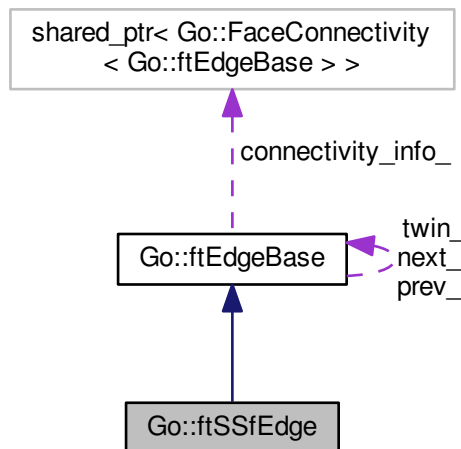 shared_ptr< Go::FaceConnectivity
< Go::ftEdgeBase > >
connectivity_info_
twin_
Go::ftEdgeBase
next_
prev_
Go::ftSSfEdge